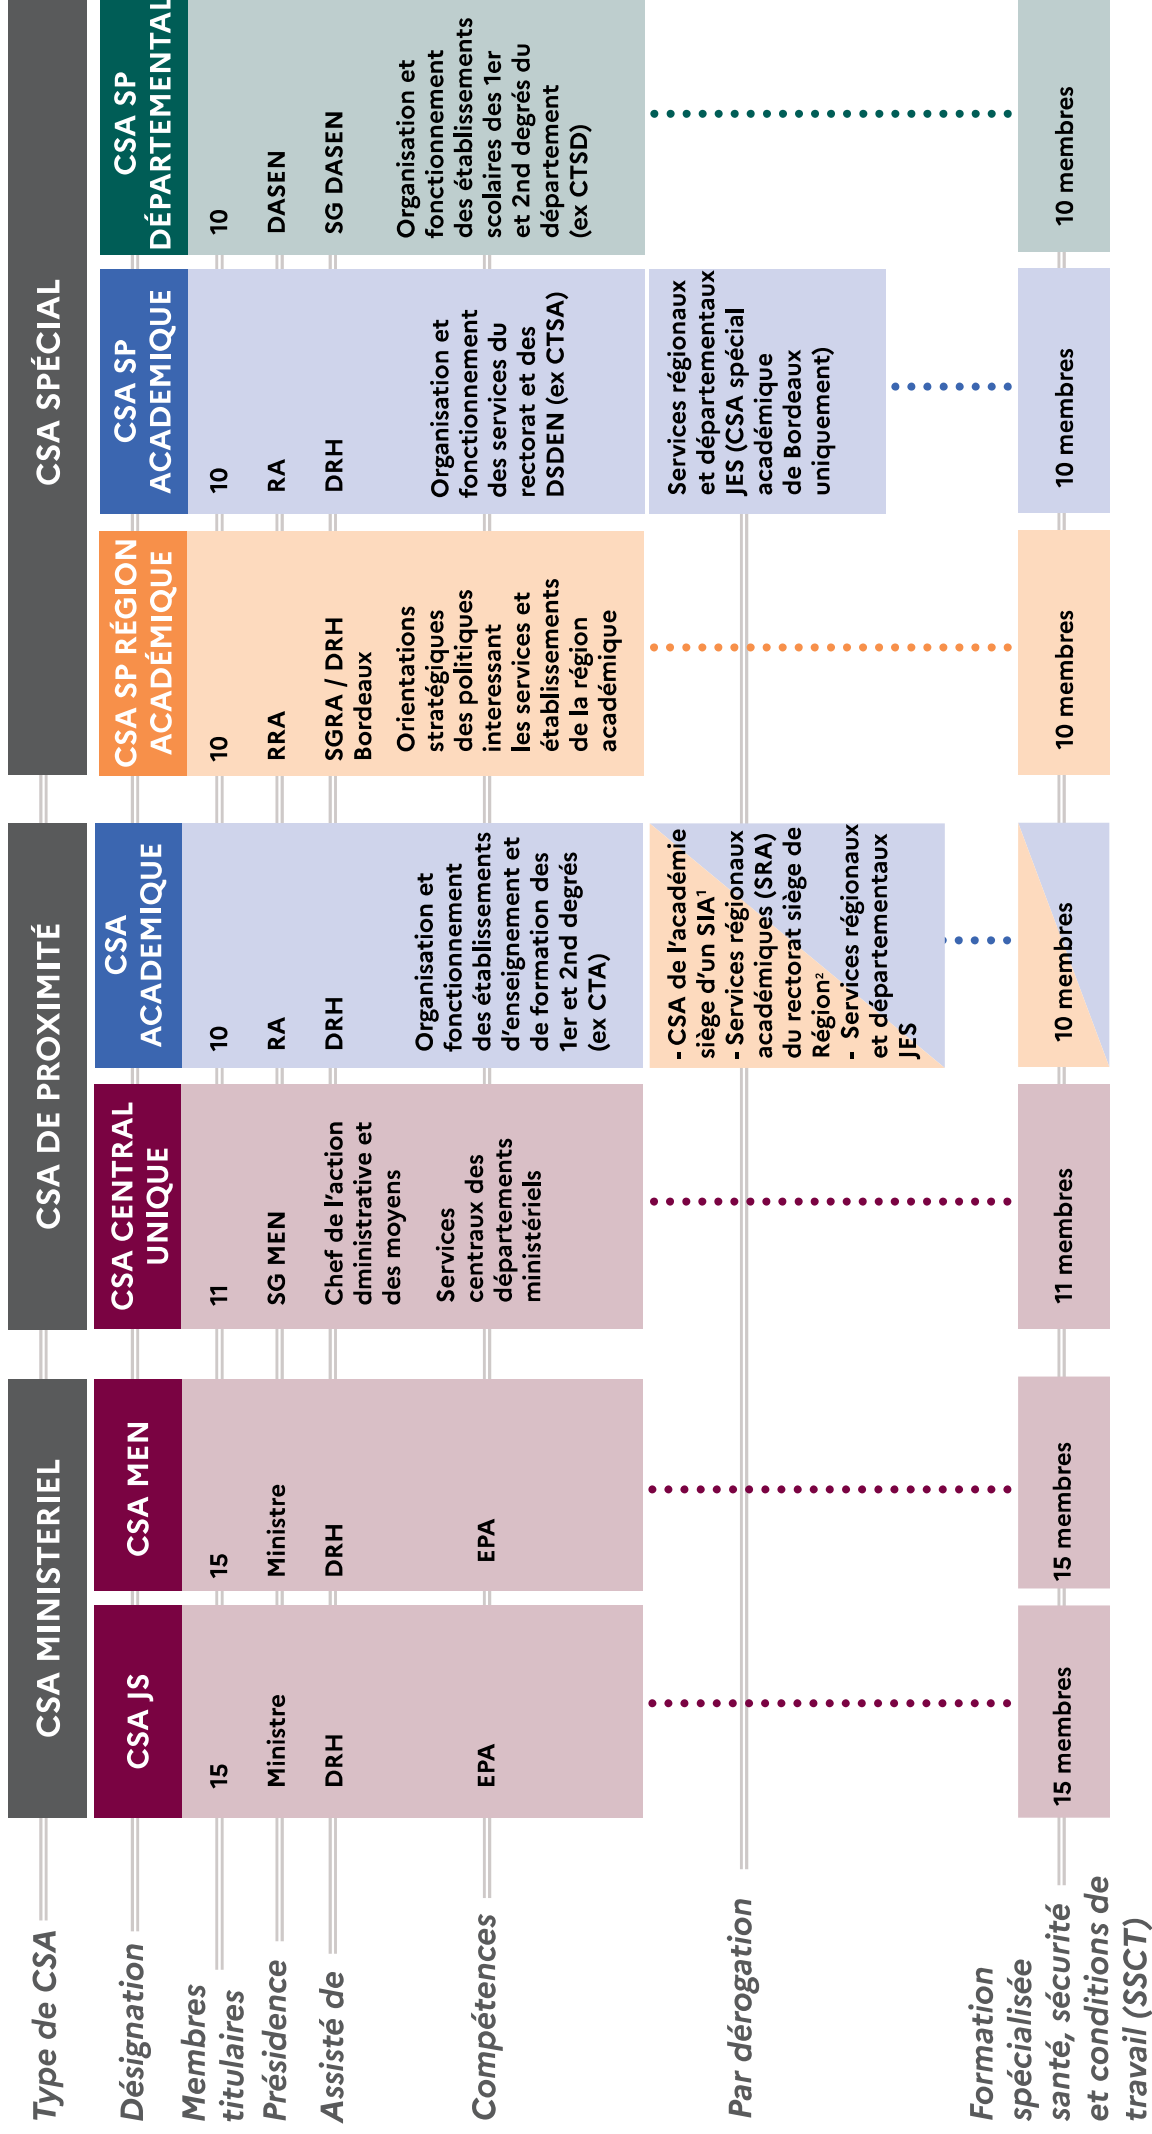 Type de CSA
CSA MINISTERIEL
CSA DE PROXIMITÉ
CSA SPÉCIAL
Désignation
CSA JS
CSA MEN
CSA CENTRAL
UNIQUE
CSA
ACADEMIQUE
CSA SP RÉGION
ACADÉMIQUE
CSA SP
ACADEMIQUE
CSA SP
DÉPARTEMENTAL
Membres
titulaires
15
15
11
10
10
10
10
Présidence
Ministre
Ministre
SG MEN
RA
RRA
RA
DASEN
Assisté de
DRH
DRH
Chef de l'action
dministrative et
des moyens
DRH
SGRA / DRH
Bordeaux
DRH
SG DASEN
Compétences
EPA
EPA
Services
centraux des
départements
ministériels
Organisation et
fonctionnement
des établissements
d'enseignement et
de formation des
1er et 2nd degrés
(ex CTA)
Orientations
stratégiques
des politiques
interessant
les services et
établissements
de la région
académique
Organisation et
fonctionnement
des services du
rectorat et des
DSDEN (ex CTSA)
Organisation et
fonctionnement
des établissements
scolaires des 1er
et 2nd degrés du
département
(ex CTSD)
Par dérogation
- CSA de l'académie
siège d'un SIA¹
- Services régionaux
académiques (SRA)
du rectorat siège de
Région²
- Services régionaux
et départementaux
JES
Services régionaux
et départementaux
JES (CSA spécial
académique
de Bordeaux
uniquement)
Formation
spécialisée
santé, sécurité
et conditions de
travail (SSCT)
15 membres
15 membres
11 membres
10 membres
10 membres
10 membres
10 membres